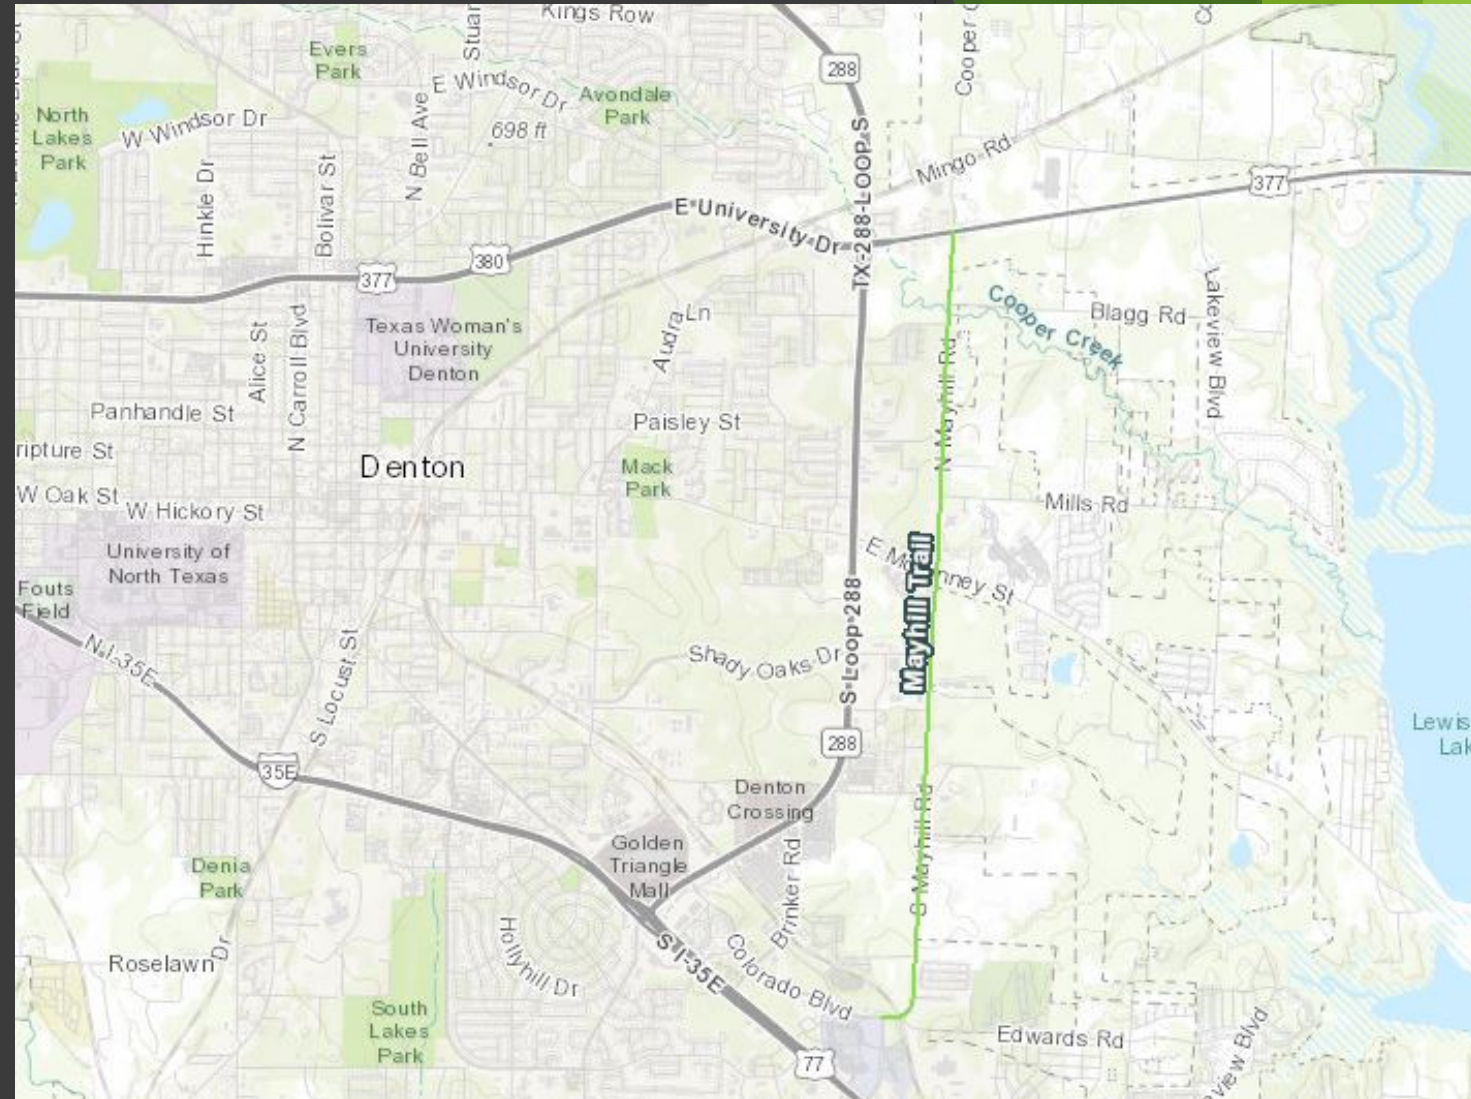 Kings Row
288
Evers
Park
E Windsor Dr
Avondale
Park
698 ft
North
Lakes
Park
W Windsor Dr
N Bell Ave
Hinkle Dr
Bolivar St
Mingo Rd
377
E University Dr
TX-288-LOOP S
380
377
Texas Woman's
University
Denton
Audra Ln
Cooper Creek
Blagg Rd
Lakeview Blvd
Alice St
N Carroll Blvd
Panhandle St
Paisley St
N Mayhill Rd
Denton
Mack
Park
W Oak St
W Hickory St
Mills Rd
University of
North Texas
Fouts
Field
N I-35E
S Locust St
Shady Oaks Dr
S Loop 288
Mayhill Trail
288
35E
Denton
Crossing
Golden
Triangle
Mall
S Mayhill Rd
Brinker Rd
Denia
Park
Roselawn Dr
Hollyhill Dr
S I-35E
Colorado Blvd
South
Lakes
Park
Edwards Rd
77